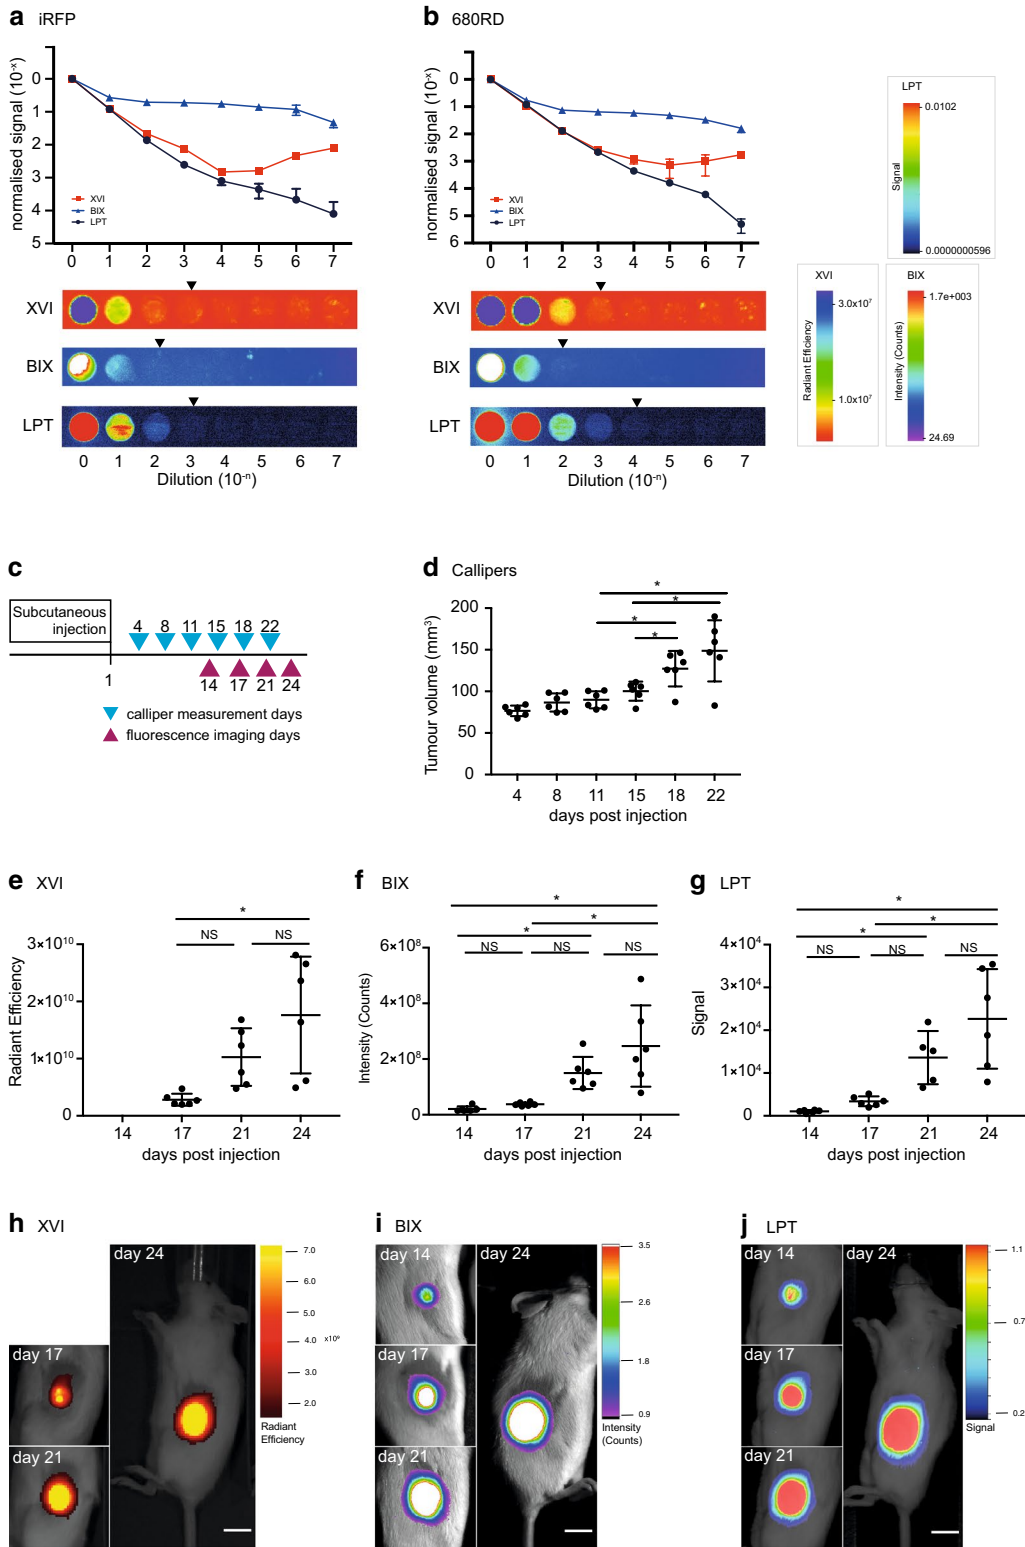 a iRFP
normalised signal (10⁻ˣ)
0
1
2
3
4
5
XVI
BIX
LPT
0 1 2 3 4 5 6 7
XVI
BIX
LPT
0 1 2 3 4 5 6 7
Dilution (10⁻ⁿ)
b 680RD
normalised signal (10⁻ˣ)
0
1
2
3
4
5
6
XVI
BIX
LPT
0 1 2 3 4 5 6 7
XVI
BIX
LPT
0 1 2 3 4 5 6 7
Dilution (10⁻ⁿ)
LPT
Signal
0.0102
0.0000000596
XVI
Radiant Efficiency
3.0x10⁷
1.0x10⁷
BIX
Intensity (Counts)
1.7e+003
24.69
c
Subcutaneous
injection
4 8 11 15 18 22
1
14 17 21 24
calliper measurement days
fluorescence imaging days
d Callipers
Tumour volume (mm³)
200
150
100
50
0
*
*
*
*
4 8 11 15 18 22
days post injection
e XVI
Radiant Efficiency
3×10¹⁰
2×10¹⁰
1×10¹⁰
0
*
NS NS
14 17 21 24
days post injection
f BIX
Intensity (Counts)
6×10⁸
4×10⁸
2×10⁸
0
*
*
*
NS NS NS
14 17 21 24
days post injection
g LPT
Signal
3×10⁴
4×10⁴
2×10⁴
1×10⁴
0
*
*
*
NS NS NS
14 17 21 24
days post injection
h XVI
day 24
day 17
day 21
7.0
6.0
5.0
4.0 x10⁹
3.0
2.0
Radiant
Efficiency
i BIX
day 14
day 24
day 17
day 21
3.5
2.6
1.8
0.9
Intensity
(Counts)
j LPT
day 14
day 24
day 17
day 21
1.1
0.7
0.2
Signal